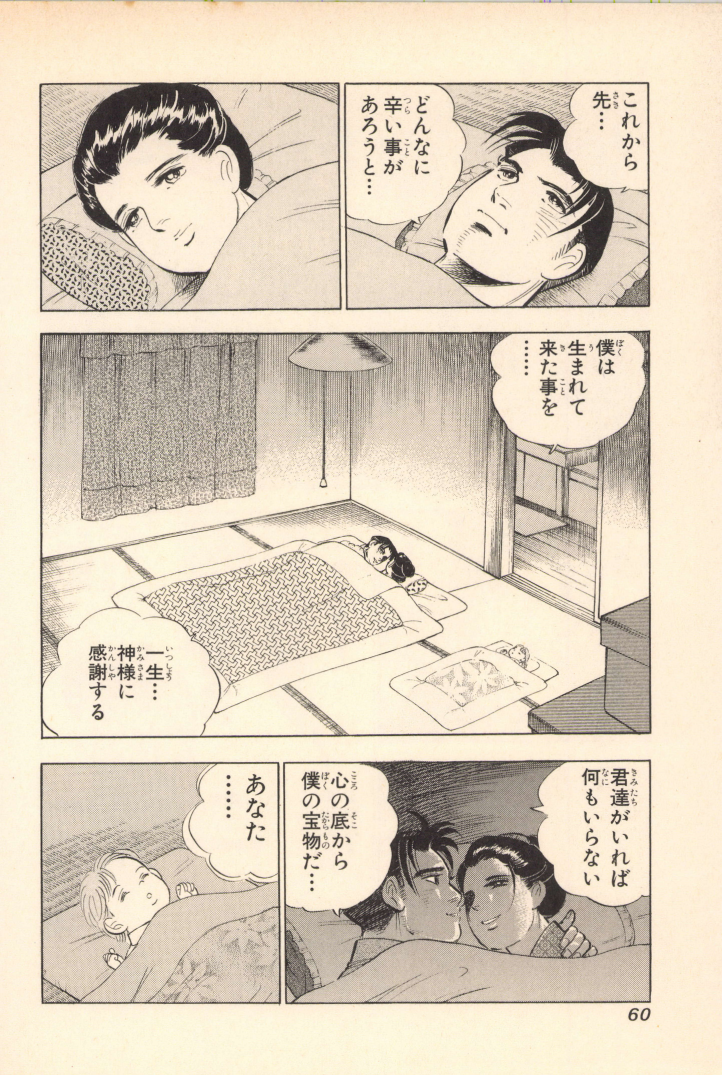 これから
先…
どんなに
辛い事が
あろうと…
僕は
生まれて
来た事を
……
一生…
神様に
感謝する
君達がいれば
何もいらない
心の底から
僕の宝物だ…
あなた
……
60